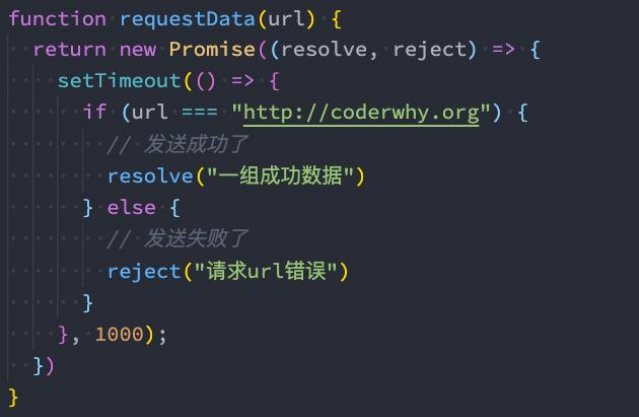 function requestData(url) {
  return new Promise((resolve, reject) => {
    setTimeout(() => {
      if (url === "http://coderwhy.org") {
        // 发送成功了
        resolve("一组成功数据")
      } else {
        // 发送失败了
        reject("请求url错误")
      }
    }, 1000);
  })
}